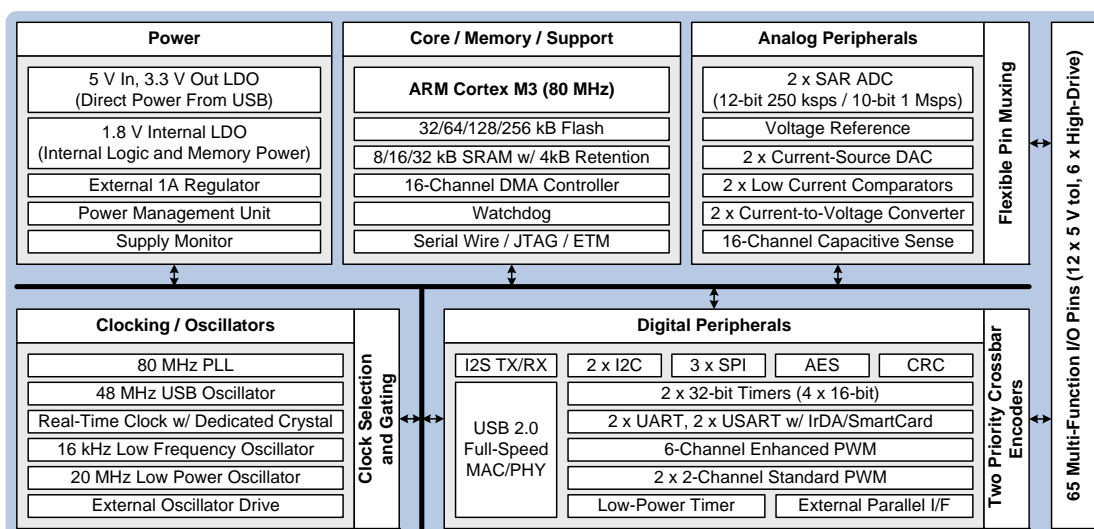 Power
5 V In, 3.3 V Out LDO
(Direct Power From USB)
1.8 V Internal LDO
(Internal Logic and Memory Power)
External 1A Regulator
Power Management Unit
Supply Monitor
Core / Memory / Support
ARM Cortex M3 (80 MHz)
32/64/128/256 kB Flash
8/16/32 kB SRAM w/ 4kB Retention
16-Channel DMA Controller
Watchdog
Serial Wire / JTAG / ETM
Analog Peripherals
2 x SAR ADC
(12-bit 250 ksps / 10-bit 1 Msps)
Voltage Reference
2 x Current-Source DAC
2 x Low Current Comparators
2 x Current-to-Voltage Converter
16-Channel Capacitive Sense
Flexible Pin Muxing
65 Multi-Function I/O Pins (12 x 5 V tol, 6 x High-Drive)
Clocking / Oscillators
80 MHz PLL
48 MHz USB Oscillator
Real-Time Clock w/ Dedicated Crystal
16 kHz Low Frequency Oscillator
20 MHz Low Power Oscillator
External Oscillator Drive
Clock Selection
and Gating
Digital Peripherals
I2S TX/RX
2 x I2C
3 x SPI
AES
CRC
USB 2.0
Full-Speed
MAC/PHY
2 x 32-bit Timers (4 x 16-bit)
2 x UART, 2 x USART w/ IrDA/SmartCard
6-Channel Enhanced PWM
2 x 2-Channel Standard PWM
Low-Power Timer
External Parallel I/F
Two Priority Crossbar
Encoders